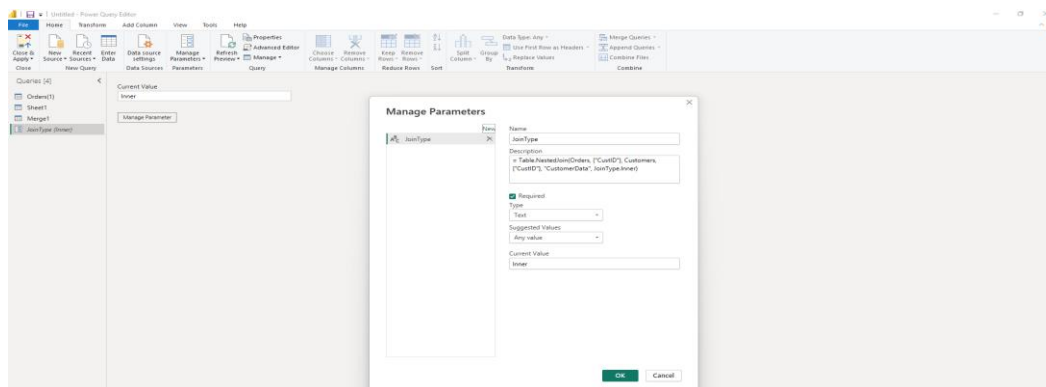 Untitled - Power Query Editor
File Home Transform Add Column View Tools Help
Close & Apply
New Source
Recent Sources
Enter Data
Data source settings
Manage Parameters
Refresh Preview
Properties
Advanced Editor
Manage
Choose Columns
Remove Columns
Keep Rows
Remove Rows
Split Column
Group By
Data Type: Any
Use First Row as Headers
Replace Values
Merge Queries
Append Queries
Combine Files
Close New Query Data Sources Parameters Query Manage Columns Reduce Rows Sort Transform Combine
Queries [4]
Orders(1)
Sheet1
Merge1
JoinType (Inner)
Current Value
Inner
Manage Parameter
Manage Parameters
New
JoinType
Name
JoinType
Description
= Table.NestedJoin(Orders, {"CustID"}, Customers,
{"CustID"}, "CustomerData", JoinType.Inner)
Required
Type
Text
Suggested Values
Any value
Current Value
Inner
OK Cancel